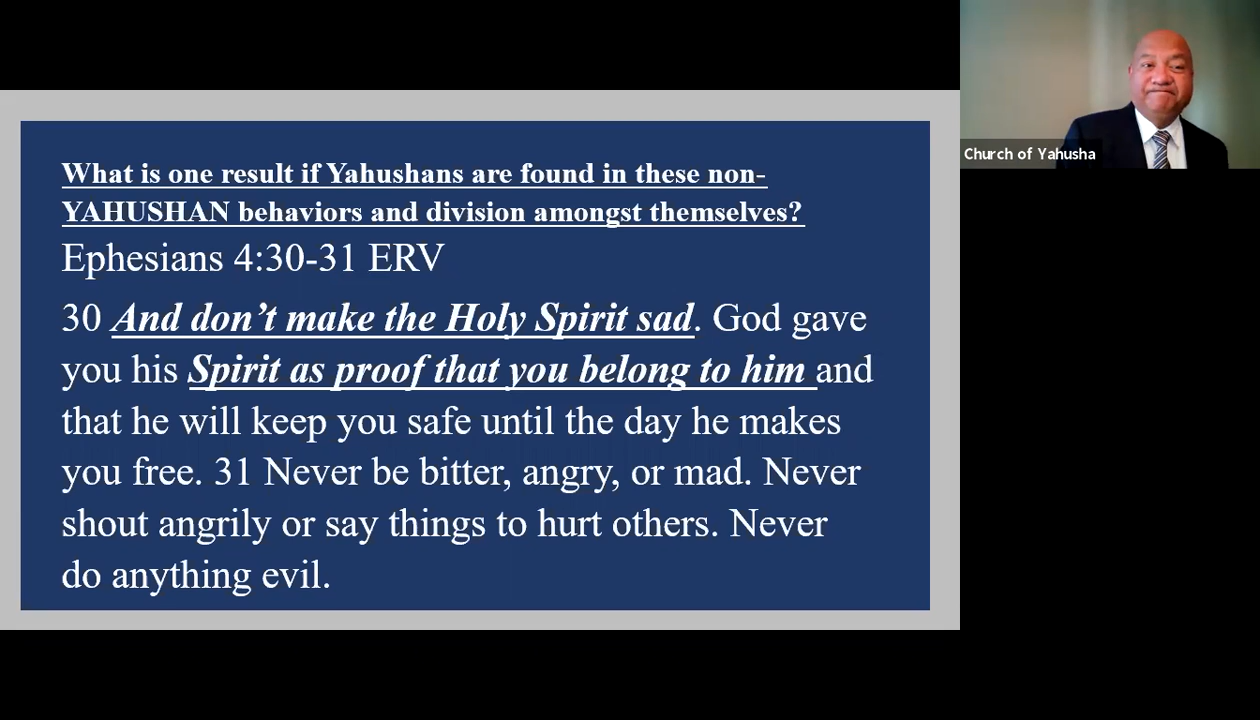 What is one result if Yahushans are found in these non-
YAHUSHAN behaviors and division amongst themselves?
Ephesians 4:30-31 ERV
30 And don’t make the Holy Spirit sad. God gave
you his Spirit as proof that you belong to him and
that he will keep you safe until the day he makes
you free. 31 Never be bitter, angry, or mad. Never
shout angrily or say things to hurt others. Never
do anything evil.
Church of Yahusha